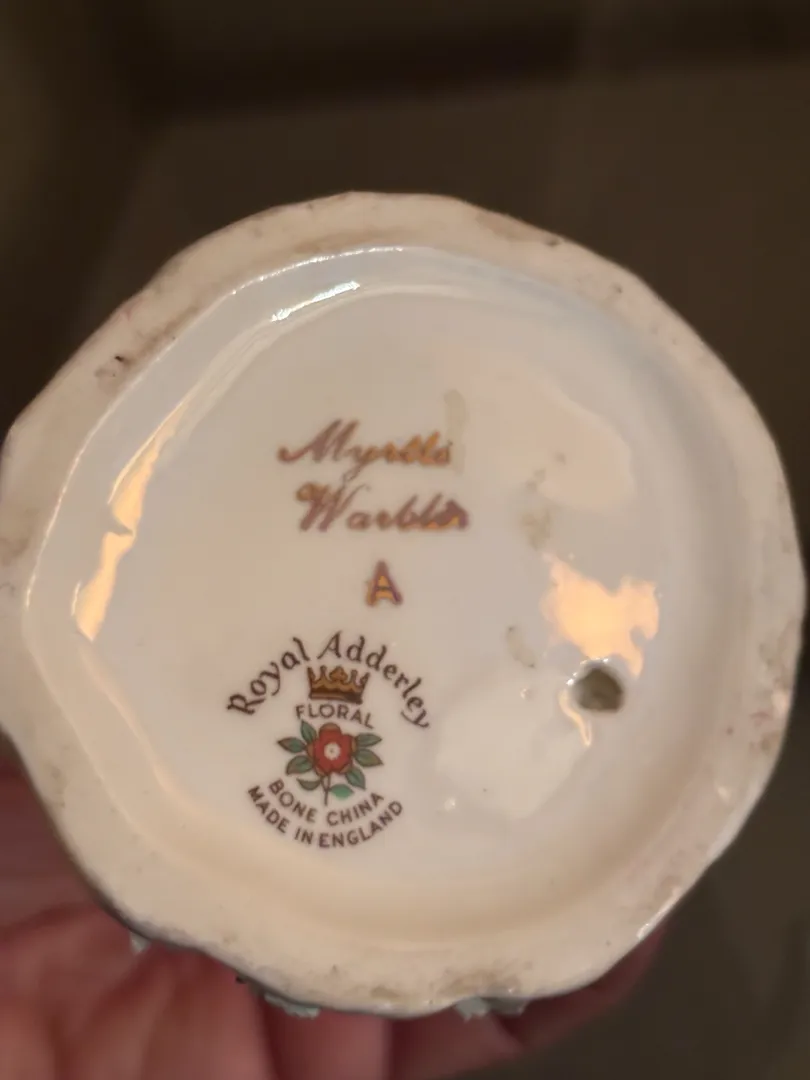 Myrtle
Warbler
A
Royal Adderley
FLORAL
BONE CHINA
MADE IN ENGLAND